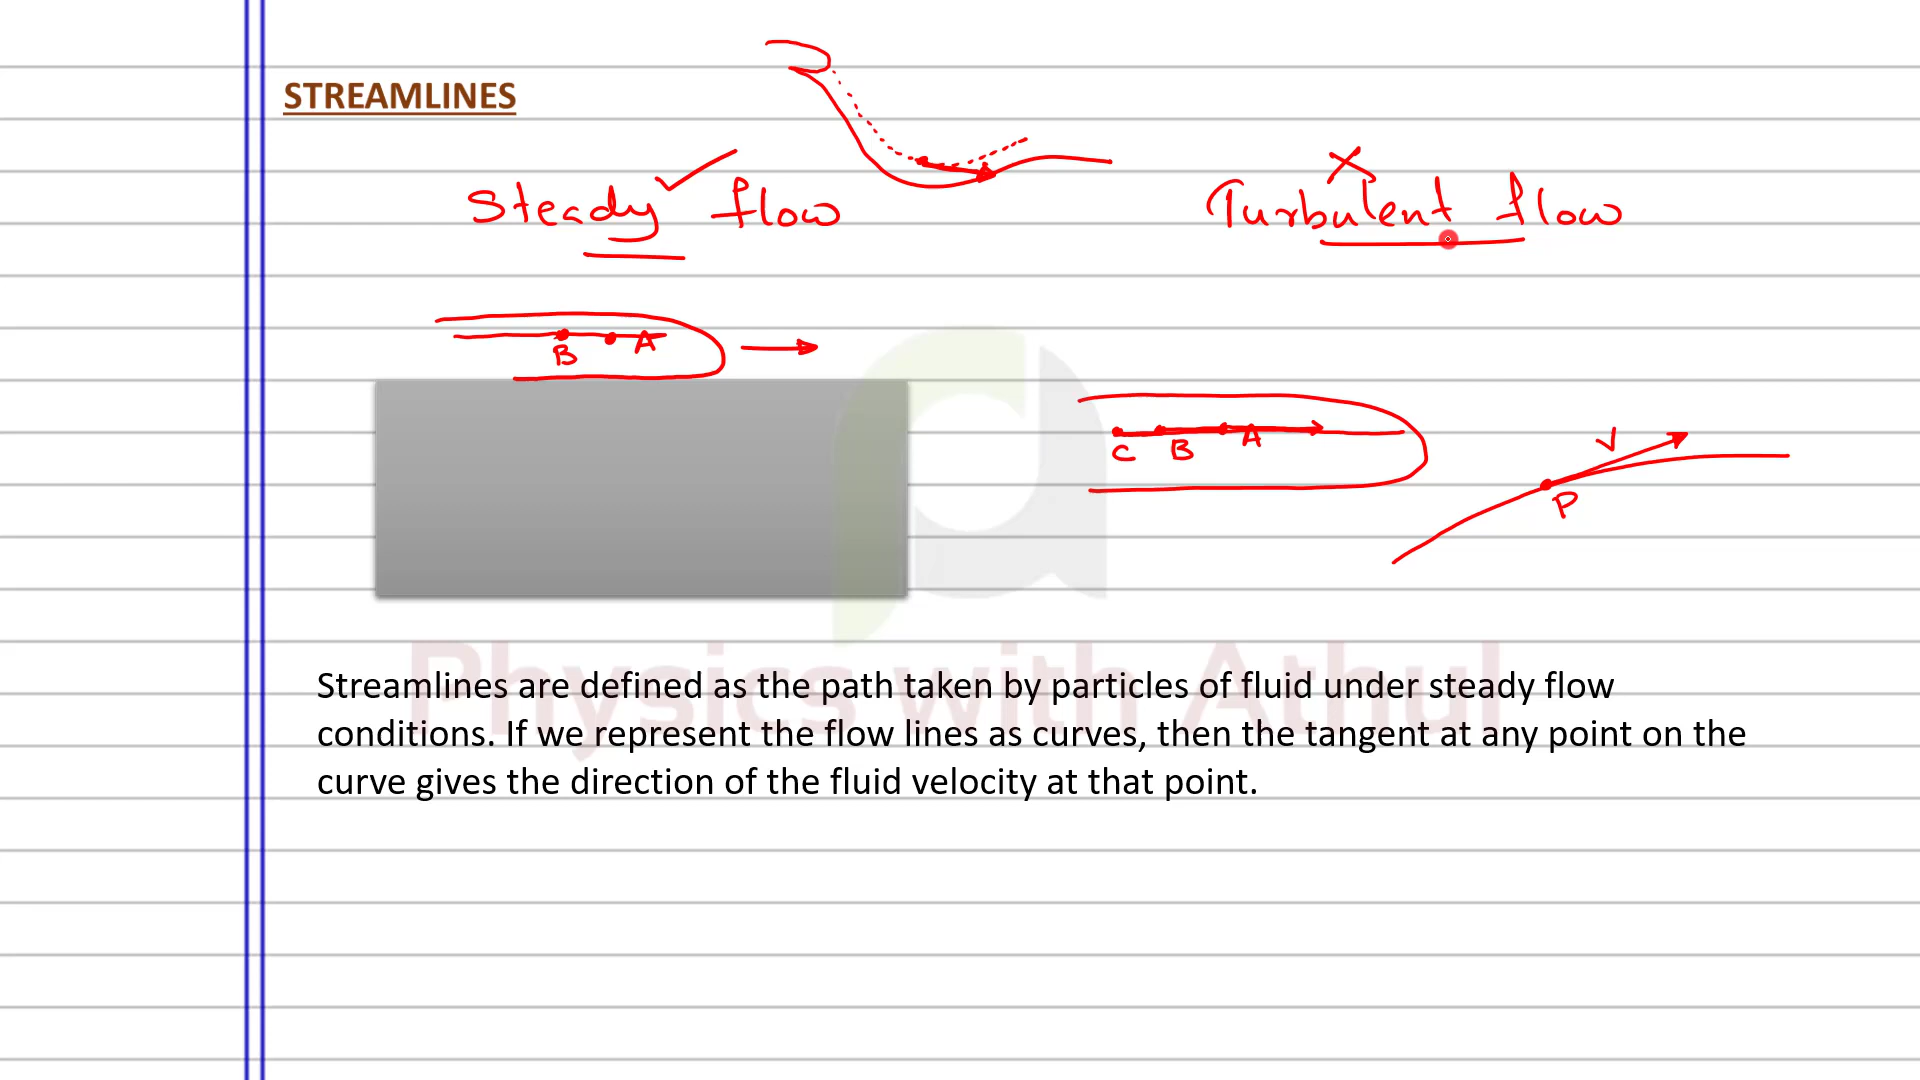 STREAMLINES
Steady flow
Turbulent flow
B A
C B A
V
P
Physics with Athul
Streamlines are defined as the path taken by particles of fluid under steady flow
conditions. If we represent the flow lines as curves, then the tangent at any point on the
curve gives the direction of the fluid velocity at that point.